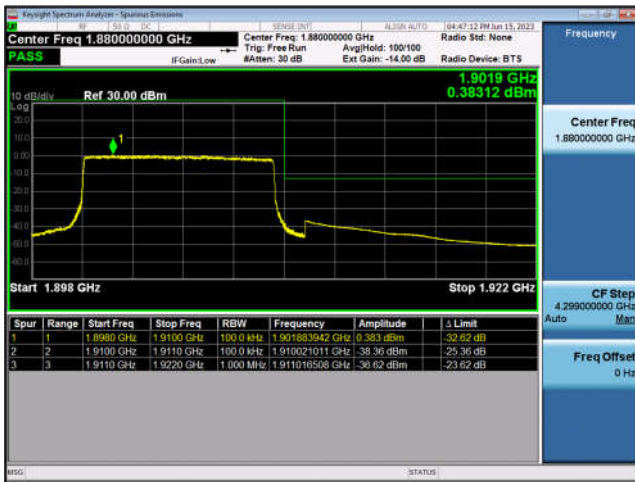 Keysight Spectrum Analyzer - Spurious Emissions
RF 50 Ω DC SENSE:INT ALIGN AUTO 04:47:12 PM Jun 15, 2023
Center Freq 1.880000000 GHz
Center Freq: 1.880000000 GHz
Radio Std: None
Trig: Free Run
Avg|Hold: 100/100
PASS
IFGain:Low
#Atten: 30 dB
Ext Gain: -14.00 dB
Radio Device: BTS
1.9019 GHz
10 dB/div
Ref 30.00 dBm
0.38312 dBm
Log
20.0
10.0
1
0.00
-10.0
-20.0
-30.0
-40.0
-50.0
-60.0
Start 1.898 GHz
Stop 1.922 GHz
Spur Range Start Freq Stop Freq RBW Frequency Amplitude Δ Limit
1 1 1.8980 GHz 1.9100 GHz 100.0 kHz 1.901883942 GHz 0.383 dBm -32.62 dB
2 2 1.9100 GHz 1.9110 GHz 100.0 kHz 1.910021011 GHz -38.36 dBm -25.36 dB
3 3 1.9110 GHz 1.9220 GHz 1.000 MHz 1.911016508 GHz -36.62 dBm -23.62 dB
MSG
STATUS
Frequency
Center Freq
1.880000000 GHz
CF Step
4.299000000 GHz
Auto Man
Freq Offset
0 Hz